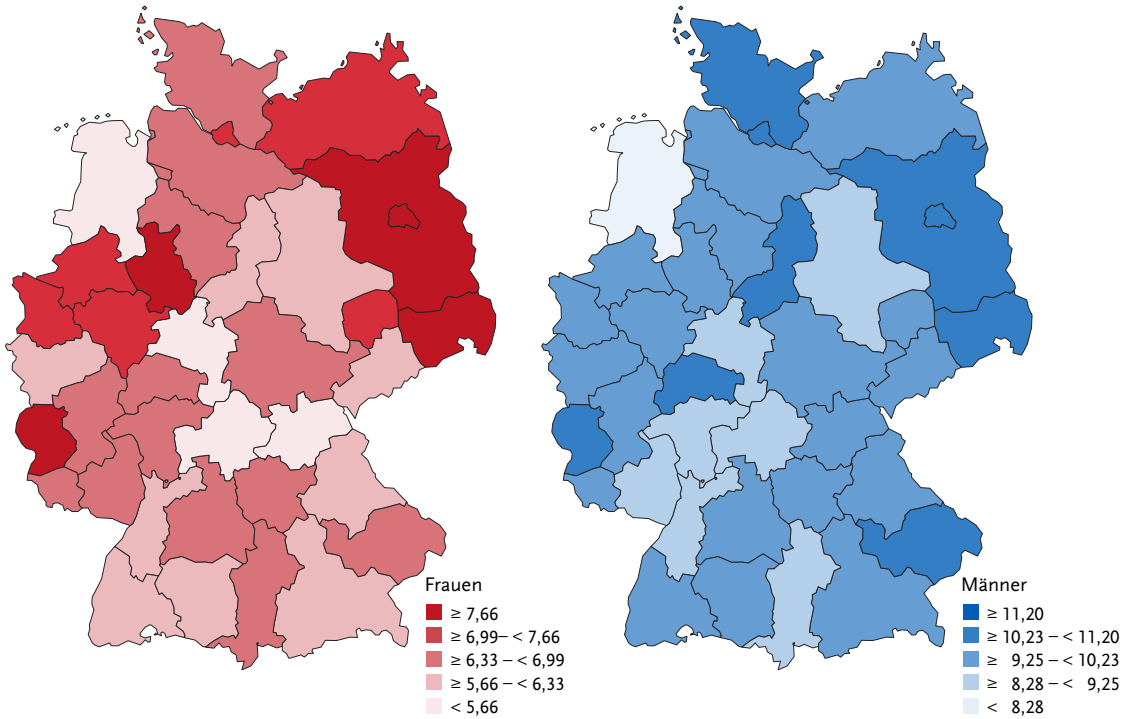 Frauen
≥ 7,66
≥ 6,99 – < 7,66
≥ 6,33 – < 6,99
≥ 5,66 – < 6,33
< 5,66
Männer
≥ 11,20
≥ 10,23 – < 11,20
≥ 9,25 – < 10,23
≥ 8,28 – < 9,25
< 8,28